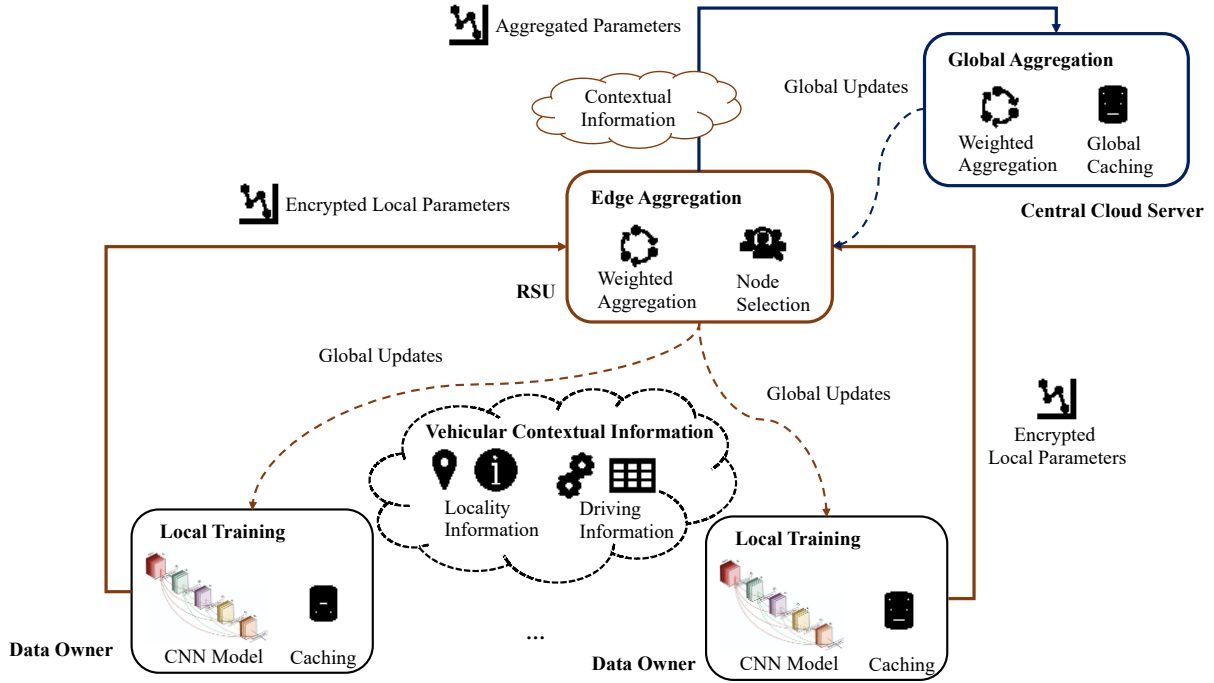 Aggregated Parameters
Global Aggregation
Global Updates
Contextual
Information
Weighted
Aggregation
Global
Caching
Central Cloud Server
Encrypted Local Parameters
Edge Aggregation
Weighted
Aggregation
Node
Selection
RSU
Global Updates
Global Updates
Encrypted
Local Parameters
Vehicular Contextual Information
Locality
Information
Driving
Information
Local Training
CNN Model
Caching
Data Owner
...
Local Training
CNN Model
Caching
Data Owner